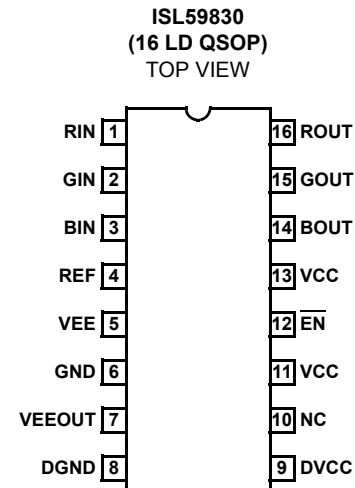 ISL59830
(16 LD QSOP)
TOP VIEW
RIN 1 16 ROUT
GIN 2 15 GOUT
BIN 3 14 BOUT
REF 4 13 VCC
VEE 5 12 EN
GND 6 11 VCC
VEEOUT 7 10 NC
DGND 8 9 DVCC